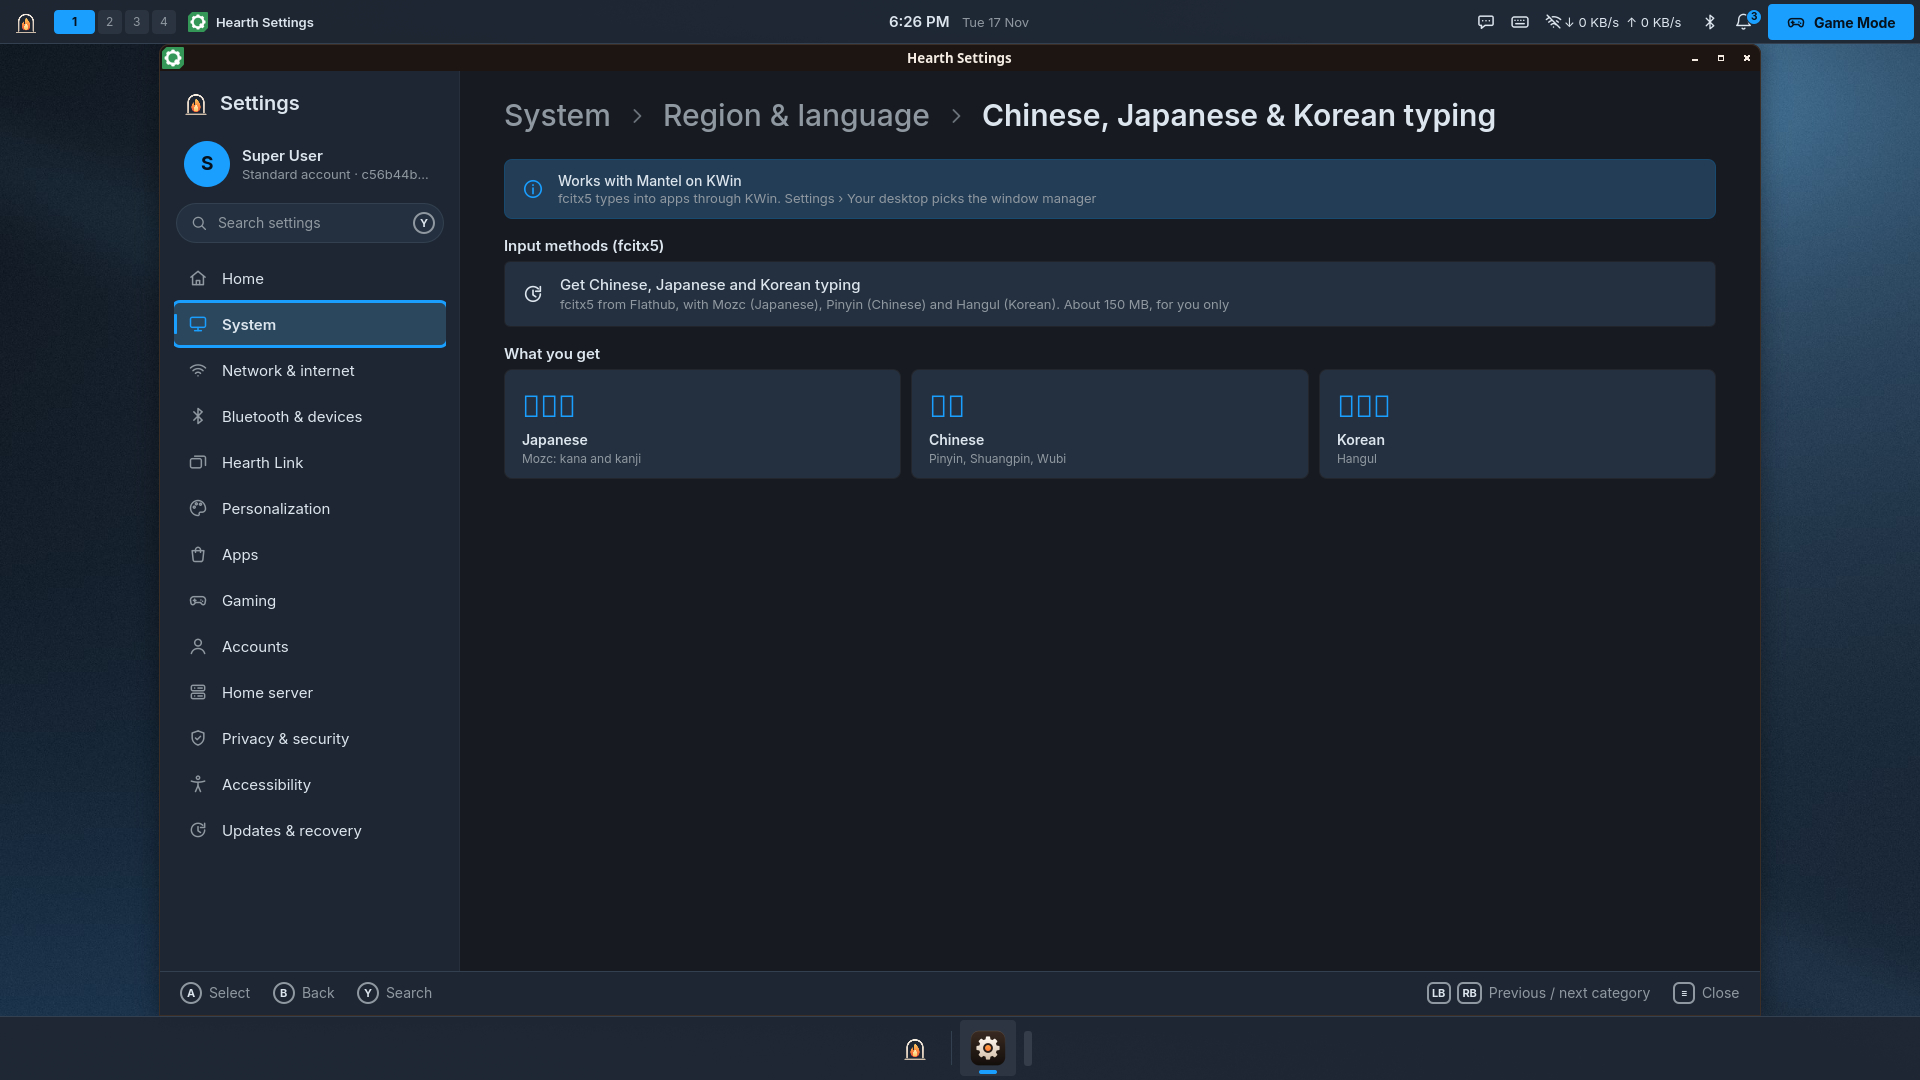 1 2 3 4 Hearth Settings
6:26 PM Tue 17 Nov
↓ 0 KB/s ↑ 0 KB/s
3
Game Mode
Hearth Settings
Settings
S
Super User
Standard account · c56b44b...
Search settings Y
Home
System
Network & internet
Bluetooth & devices
Hearth Link
Personalization
Apps
Gaming
Accounts
Home server
Privacy & security
Accessibility
Updates & recovery
System › Region & language › Chinese, Japanese & Korean typing
Works with Mantel on KWin
fcitx5 types into apps through KWin. Settings › Your desktop picks the window manager
Input methods (fcitx5)
Get Chinese, Japanese and Korean typing
fcitx5 from Flathub, with Mozc (Japanese), Pinyin (Chinese) and Hangul (Korean). About 150 MB, for you only
What you get
Japanese
Mozc: kana and kanji
Chinese
Pinyin, Shuangpin, Wubi
Korean
Hangul
A Select B Back Y Search
LB RB Previous / next category ≡ Close